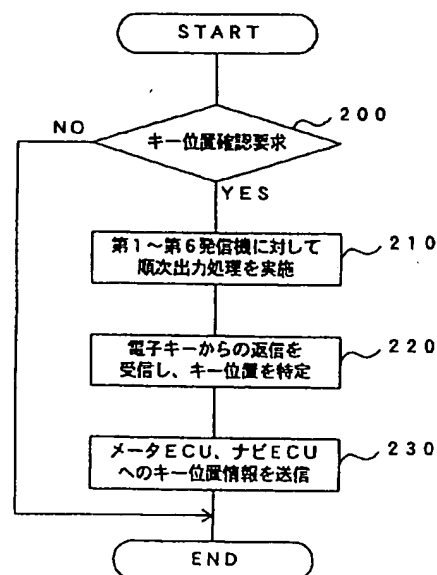 START
200
NO
キー位置確認要求
YES
第1～第6発信機に対して
順次出力処理を実施
210
電子キーからの返信を
受信し、キー位置を特定
220
メータECU、ナビECU
へのキー位置情報を送信
230
END